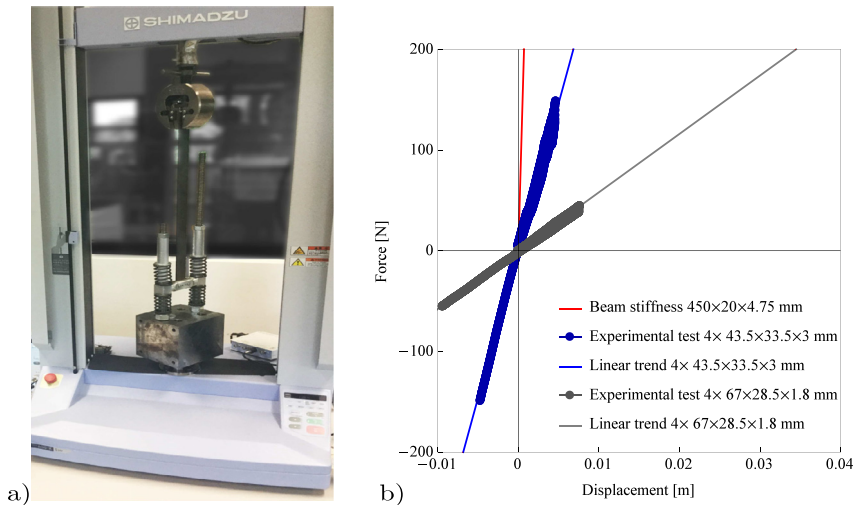 SHIMADZU
a)
200
100
0
−100
−200
Force [N]
−0.01
0
0.01
0.02
0.03
0.04
Displacement [m]
Beam stiffness 450×20×4.75 mm
Experimental test 4× 43.5×33.5×3 mm
Linear trend 4× 43.5×33.5×3 mm
Experimental test 4× 67×28.5×1.8 mm
Linear trend 4× 67×28.5×1.8 mm
b)